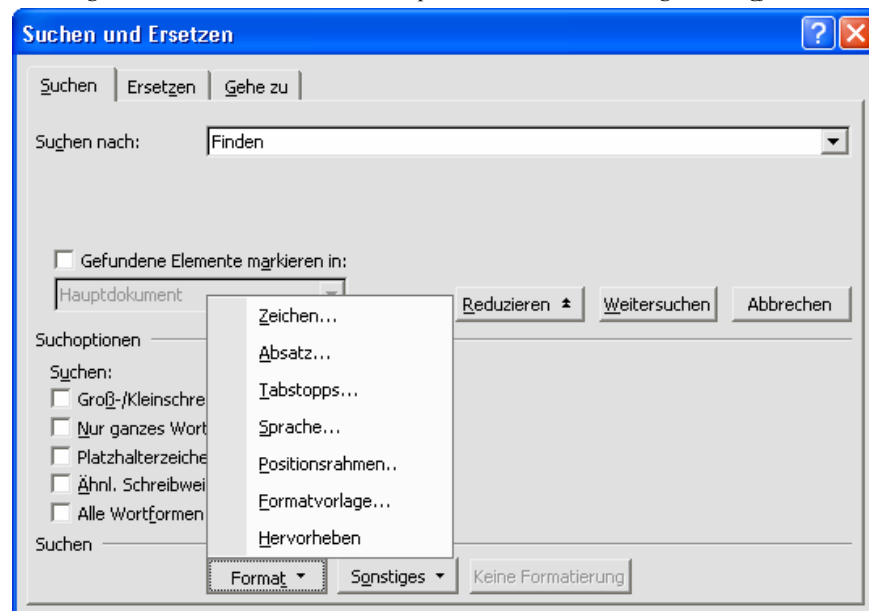 Suchen und Ersetzen
Suchen Ersetzen Gehe zu
Suchen nach: Finden
Gefundene Elemente markieren in:
Hauptdokument
Reduzieren Weitersuchen Abbrechen
Suchoptionen
Suchen:
Groß-/Kleinschre
Nur ganzes Wort
Platzhalterzeiche
Ähnl. Schreibwei
Alle Wortformen
Zeichen...
Absatz...
Tabstopps...
Sprache...
Positionsrahmen..
Formatvorlage...
Hervorheben
Suchen
Format Sonstiges Keine Formatierung